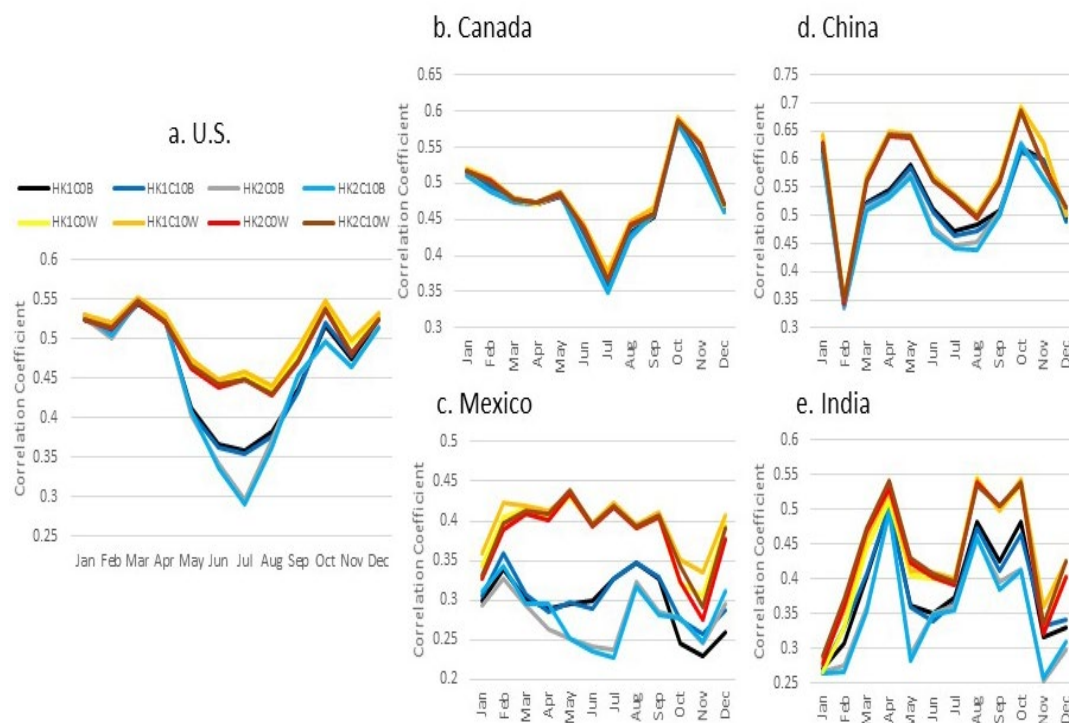 a. U.S.
HK1C0B HK1C10B HK2C0B HK2C10B
HK1C0W HK1C10W HK2C0W HK2C10W
Correlation Coefficient
0.6
0.55
0.5
0.45
0.4
0.35
0.3
0.25
Jan Feb Mar Apr May Jun Jul Aug Sep Oct Nov Dec
b. Canada
Correlation Coefficient
0.65
0.6
0.55
0.5
0.45
0.4
0.35
0.3
Jan Feb Mar Apr May Jun Jul Aug Sep Oct Nov Dec
c. Mexico
Correlation Coefficient
0.5
0.45
0.4
0.35
0.3
0.25
0.2
Jan Feb Mar Apr May Jun Jul Aug Sep Oct Nov Dec
d. China
Correlation Coefficient
0.75
0.7
0.65
0.6
0.55
0.5
0.45
0.4
0.35
0.3
Jan Feb Mar Apr May Jun Jul Aug Sep Oct Nov Dec
e. India
Correlation Coefficient
0.6
0.55
0.5
0.45
0.4
0.35
0.3
0.25
Jan Feb Mar Apr May Jun Jul Aug Sep Oct Nov Dec